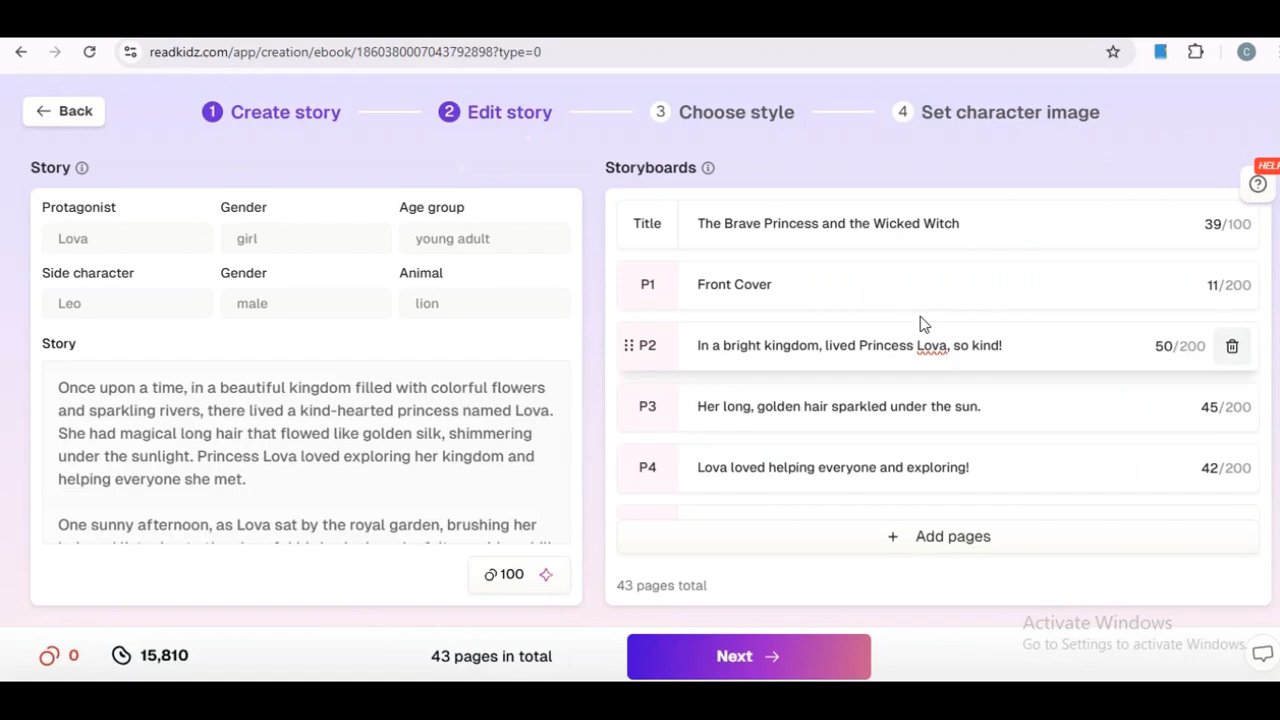 readkidz.com/app/creation/ebook/1860380007043792898?type=0
C
Back
1 Create story
2 Edit story
3 Choose style
4 Set character image
Story
Storyboards
HELP
Protagonist
Gender
Age group
Lova
girl
young adult
Side character
Gender
Animal
Leo
male
lion
Story
Once upon a time, in a beautiful kingdom filled with colorful flowers
and sparkling rivers, there lived a kind-hearted princess named Lova.
She had magical long hair that flowed like golden silk, shimmering
under the sunlight. Princess Lova loved exploring her kingdom and
helping everyone she met.
One sunny afternoon, as Lova sat by the royal garden, brushing her
100
Title
The Brave Princess and the Wicked Witch
39/100
P1
Front Cover
11/200
P2
In a bright kingdom, lived Princess Lova, so kind!
50/200
P3
Her long, golden hair sparkled under the sun.
45/200
P4
Lova loved helping everyone and exploring!
42/200
+ Add pages
43 pages total
Activate Windows
Go to Settings to activate Windows.
0
15,810
43 pages in total
Next